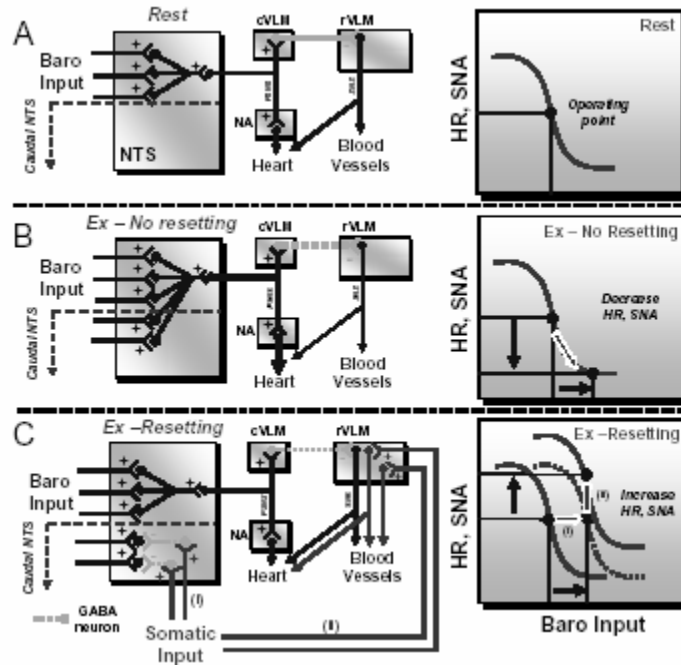 A
Rest
cVLM
rVLM
Baro
Input
Caudal NTS
NTS
NA
Heart
Blood
Vessels
HR, SNA
Rest
Operating
point
B
Ex – No resetting
cVLM
rVLM
Baro
Input
Caudal NTS
NA
Heart
Blood
Vessels
HR, SNA
Ex – No Resetting
Decrease
HR, SNA
C
Ex –Resetting
cVLM
rVLM
Baro
Input
Caudal NTS
NA
Heart
Blood
Vessels
GABA
neuron
(I)
Somatic
Input
(II)
HR, SNA
Ex –Resetting
(II)
Increase
HR, SNA
(I)
Baro Input